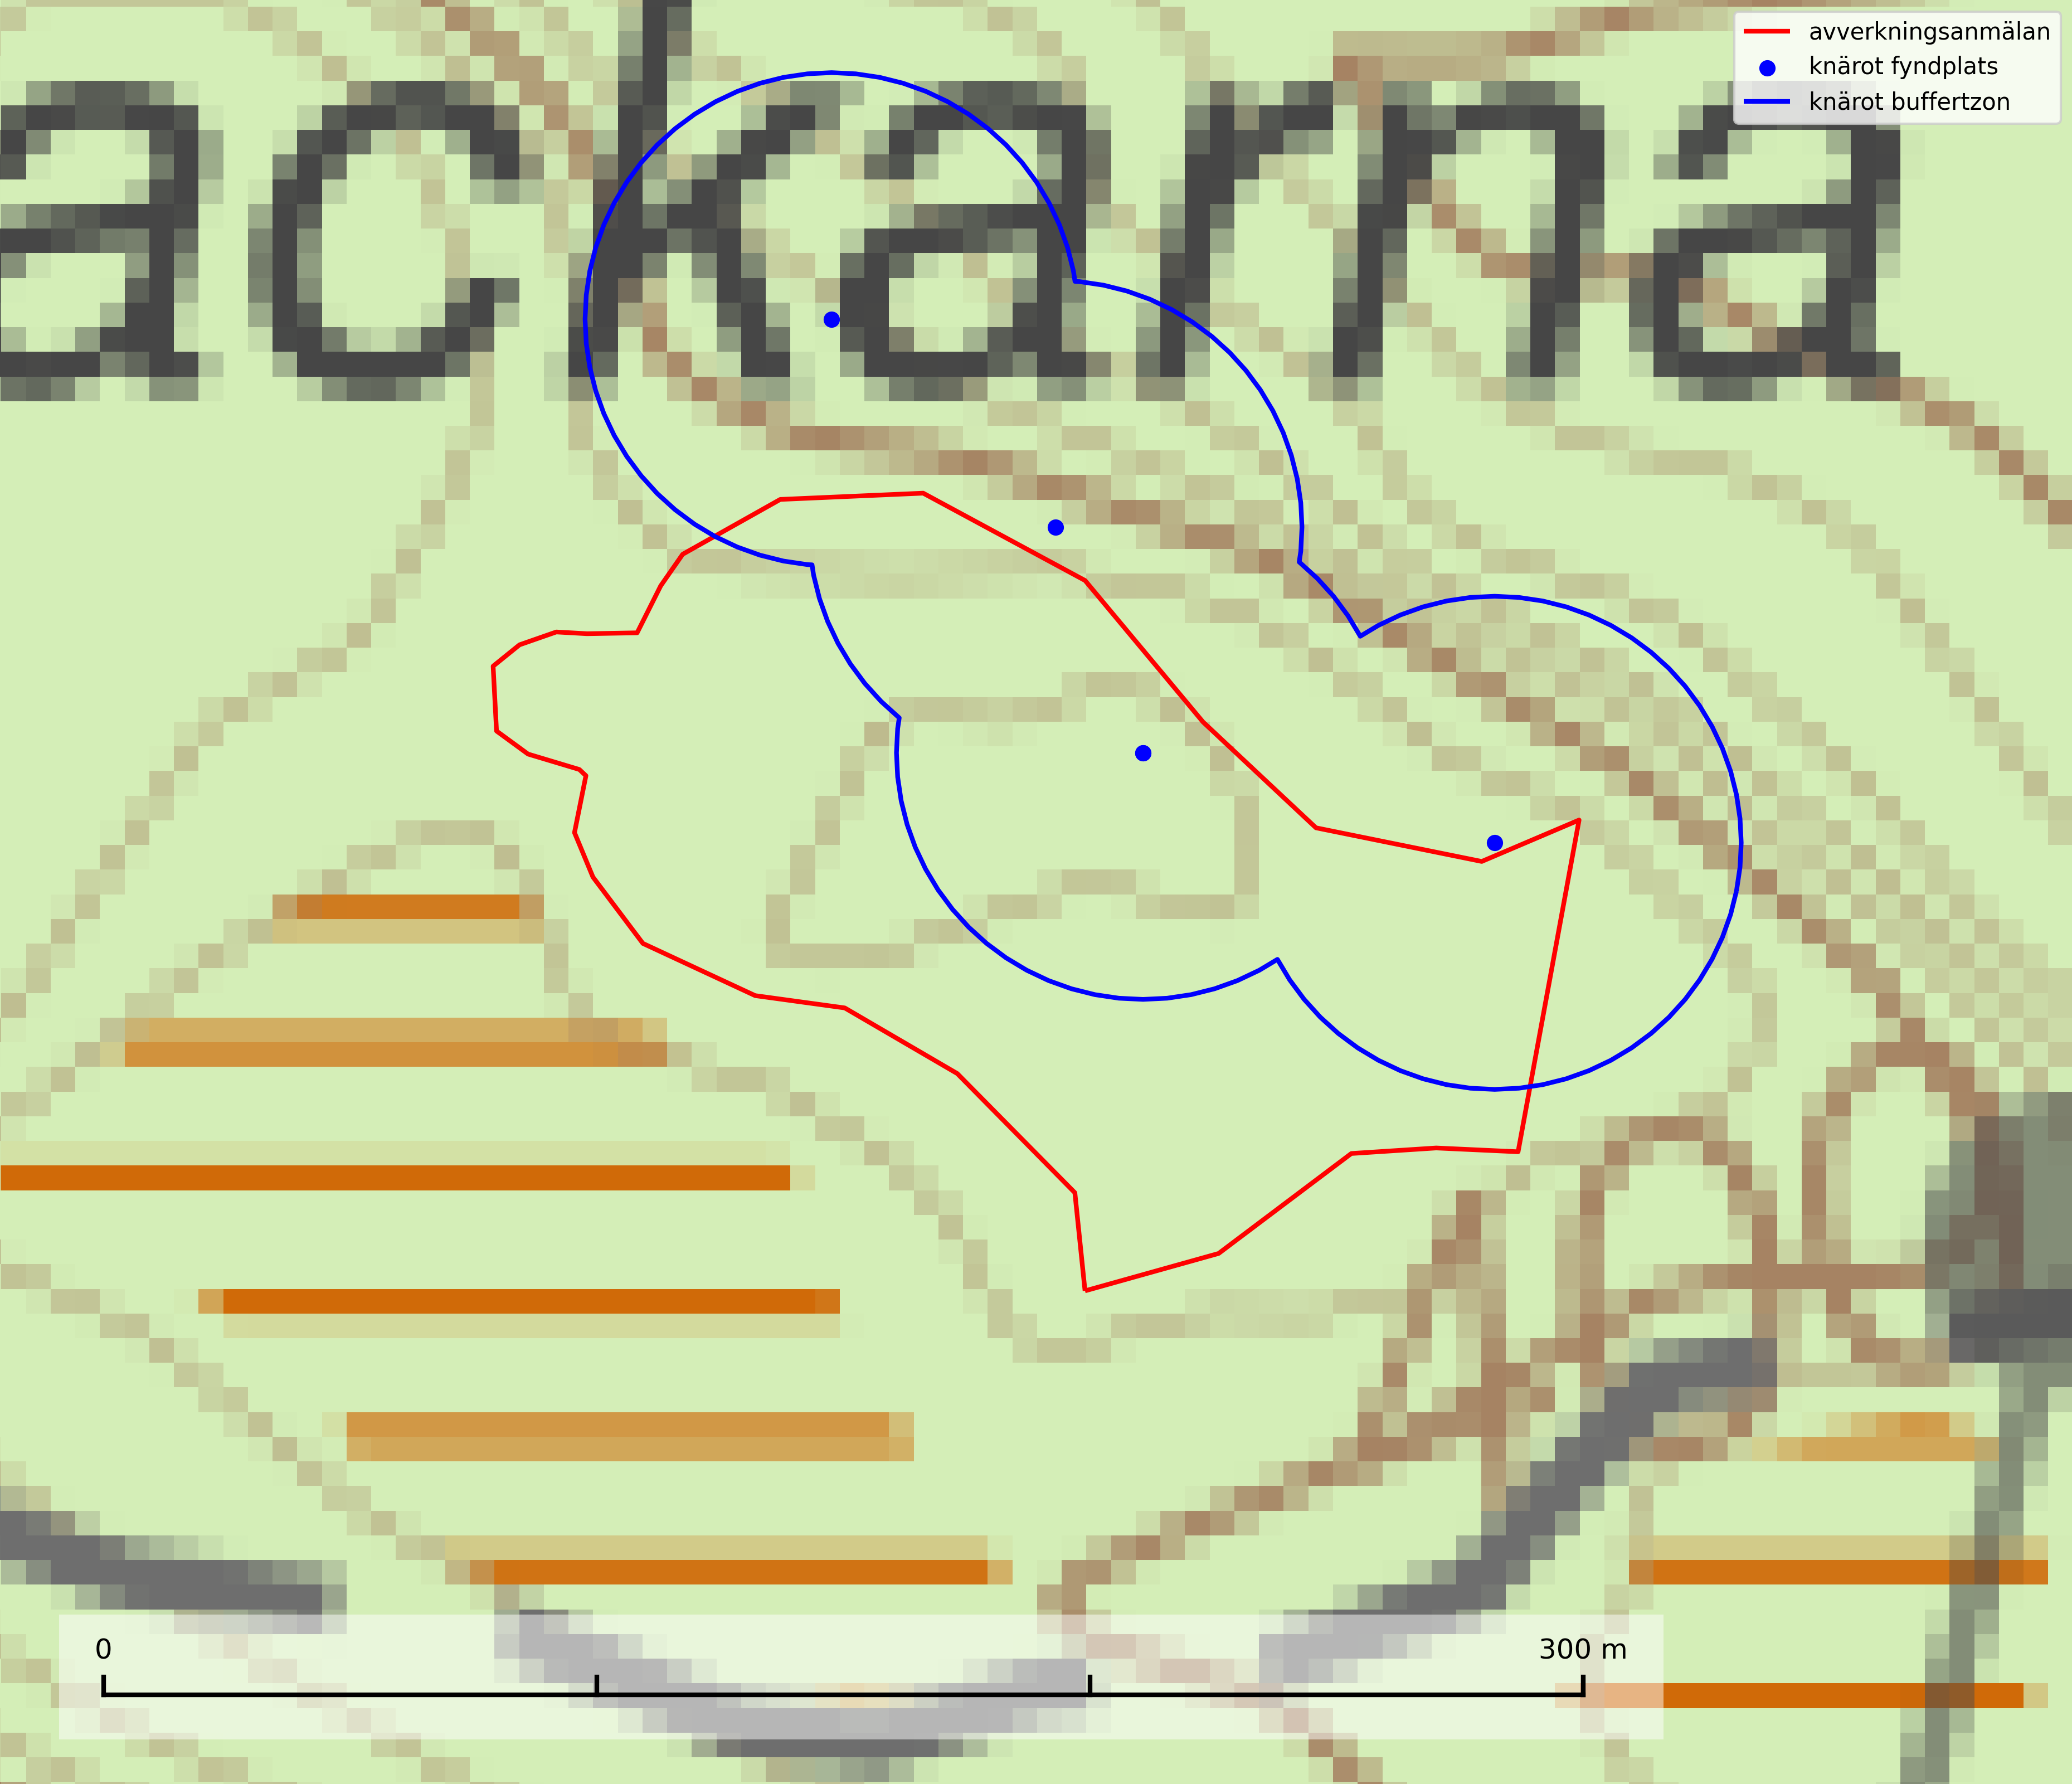 avverkningsanmälan
knärot fyndplats
knärot buffertzon
ackarna
0 300 m